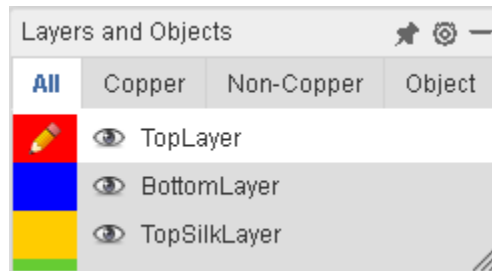 Layers and Objects
All Copper Non-Copper Object
TopLayer
BottomLayer
TopSilkLayer